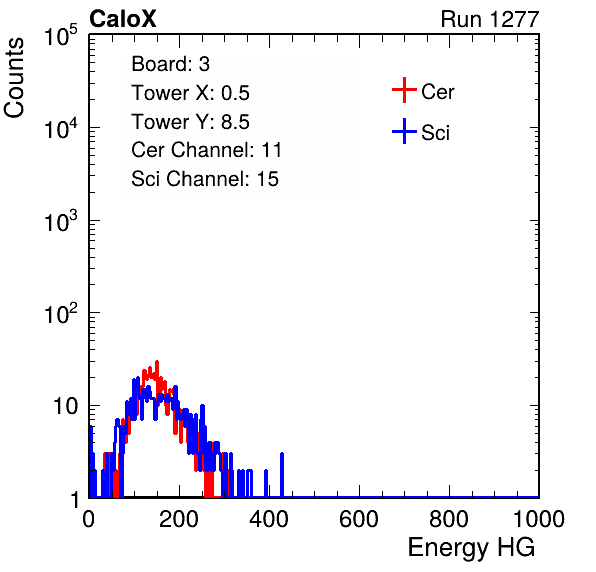 CaloX Run 1277
Counts
10^5
10^4
10^3
10^2
10
1
Board: 3
Tower X: 0.5
Tower Y: 8.5
Cer Channel: 11
Sci Channel: 15
Cer
Sci
0 200 400 600 800 1000
Energy HG